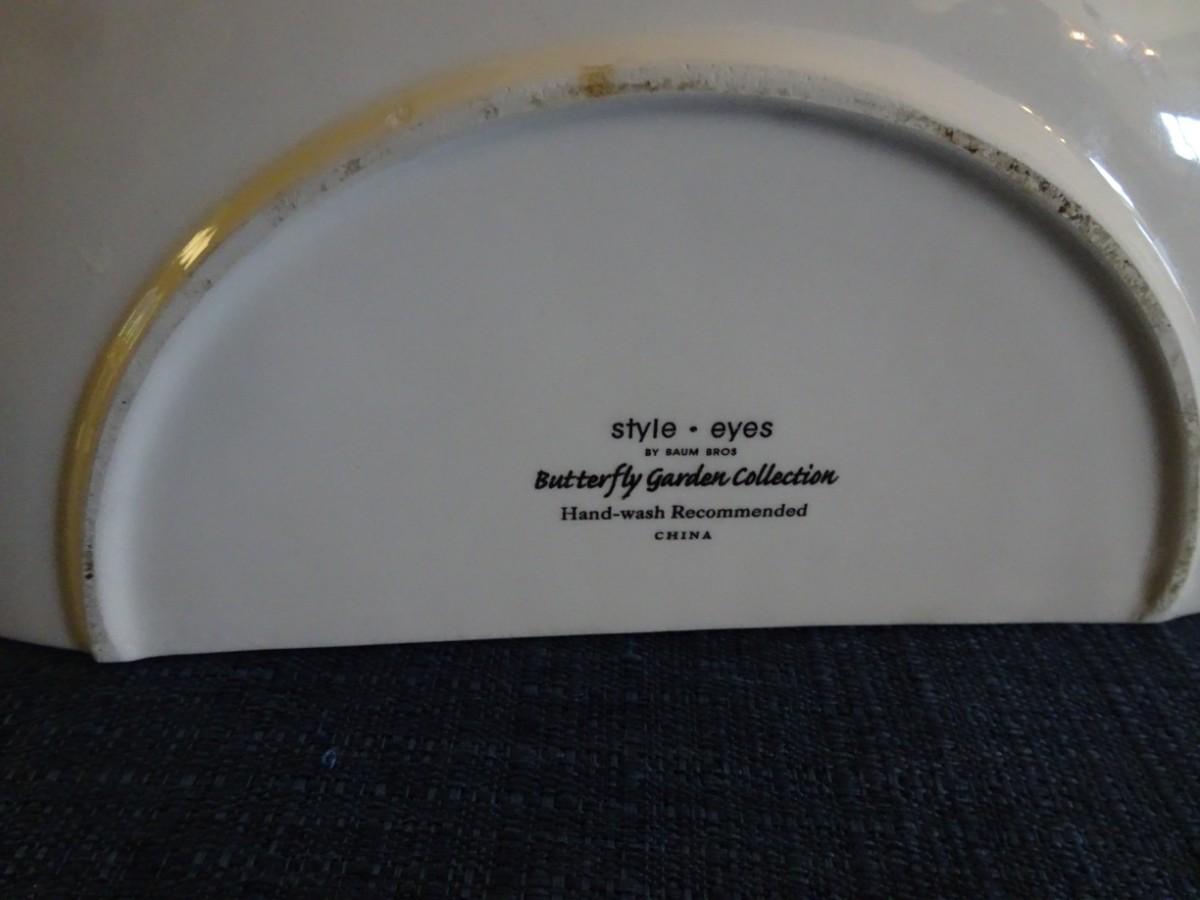 style • eyes
BY BAUM BROS
Butterfly Garden Collection
Hand-wash Recommended
CHINA